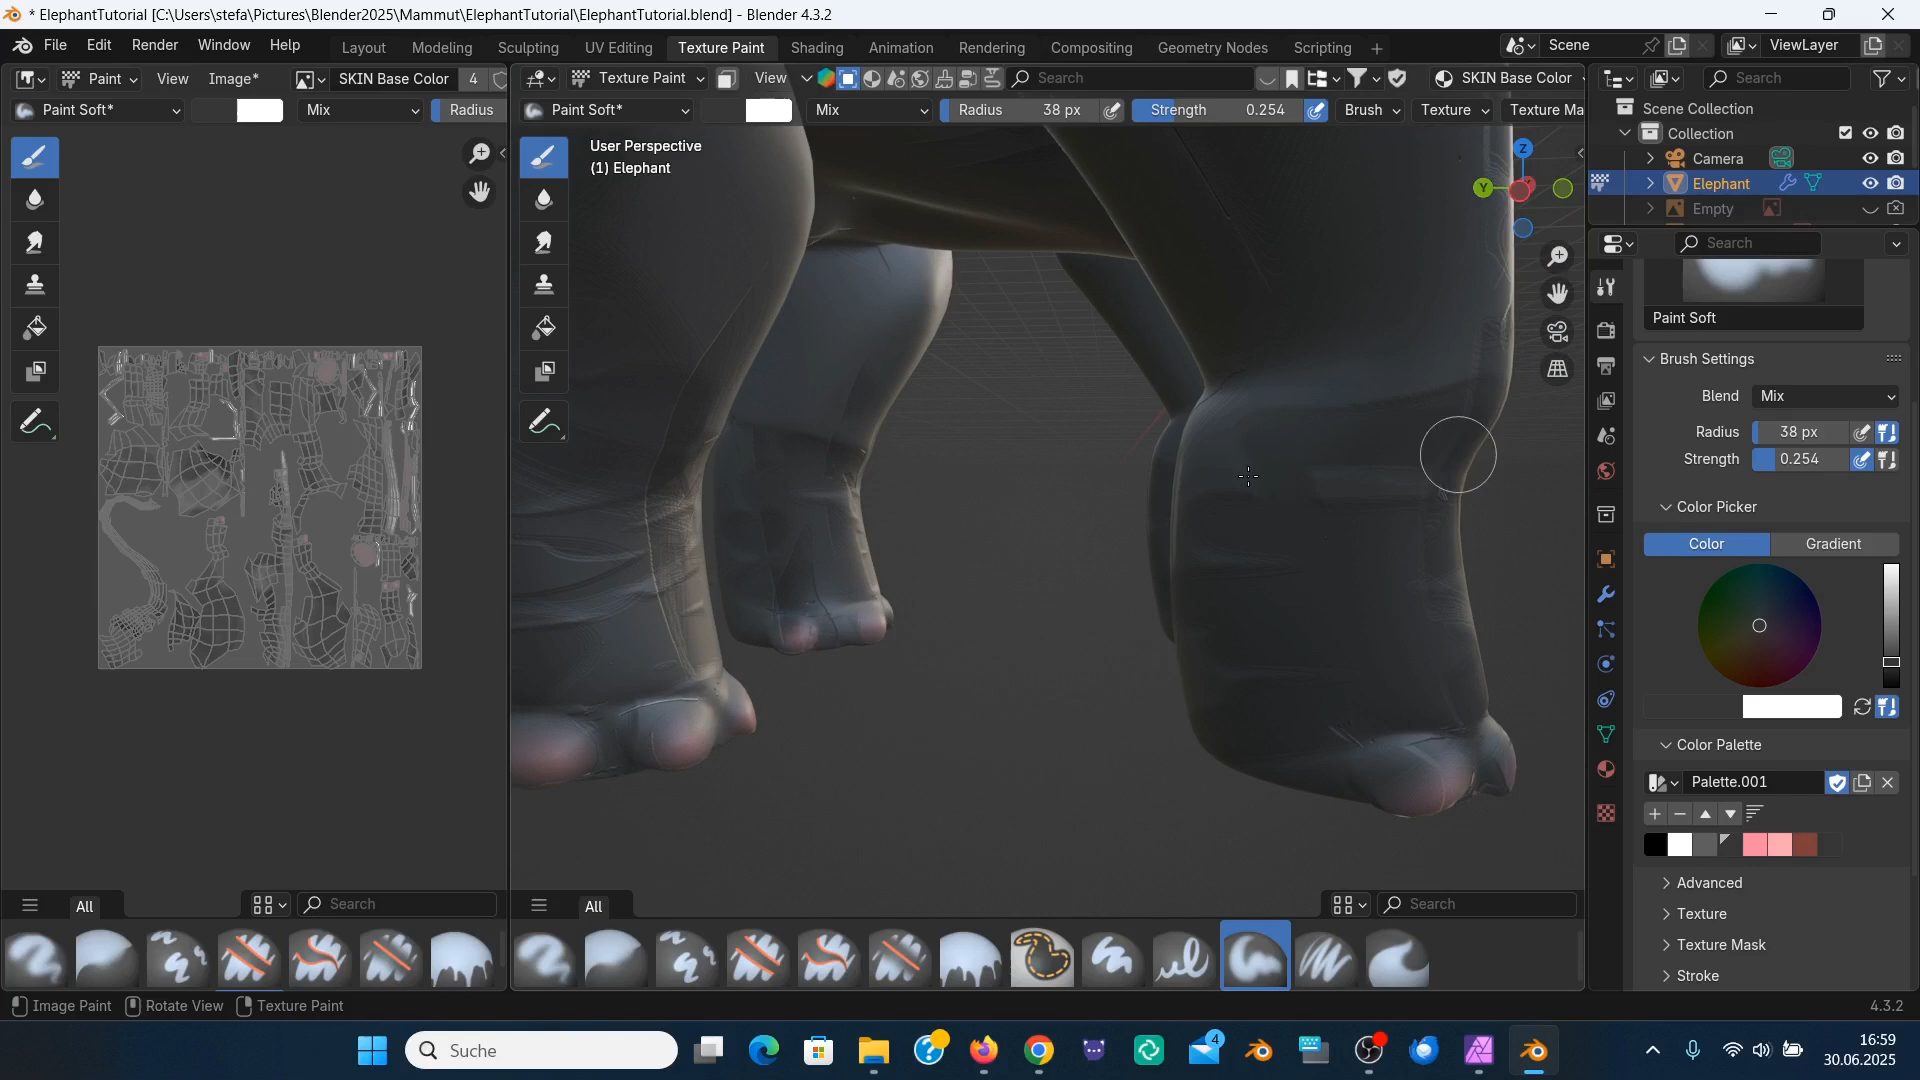 * ElephantTutorial [C:\Users\stefa\Pictures\Blender2025\Mammut\ElephantTutorial\ElephantTutorial.blend] - Blender 4.3.2
File Edit Render Window Help
Layout Modeling Sculpting UV Editing Texture Paint Shading Animation Rendering Compositing Geometry Nodes Scripting +
Scene
ViewLayer
Paint View Image* SKIN Base Color 4
Texture Paint View Search SKIN Base Color
Search
Paint Soft* Mix Radius
Paint Soft* Mix Radius 38 px Strength 0.254 Brush Texture Texture Ma
Scene Collection
Collection
Camera
Elephant
Empty
User Perspective
(1) Elephant
Z
Y
Search
Paint Soft
Brush Settings
Blend Mix
Radius 38 px
Strength 0.254
Color Picker
Color Gradient
Color Palette
Palette.001
Advanced
Texture
Texture Mask
Stroke
All Search
All Search
Image Paint Rotate View Texture Paint
4.3.2
Suche
4
16:59
30.06.2025